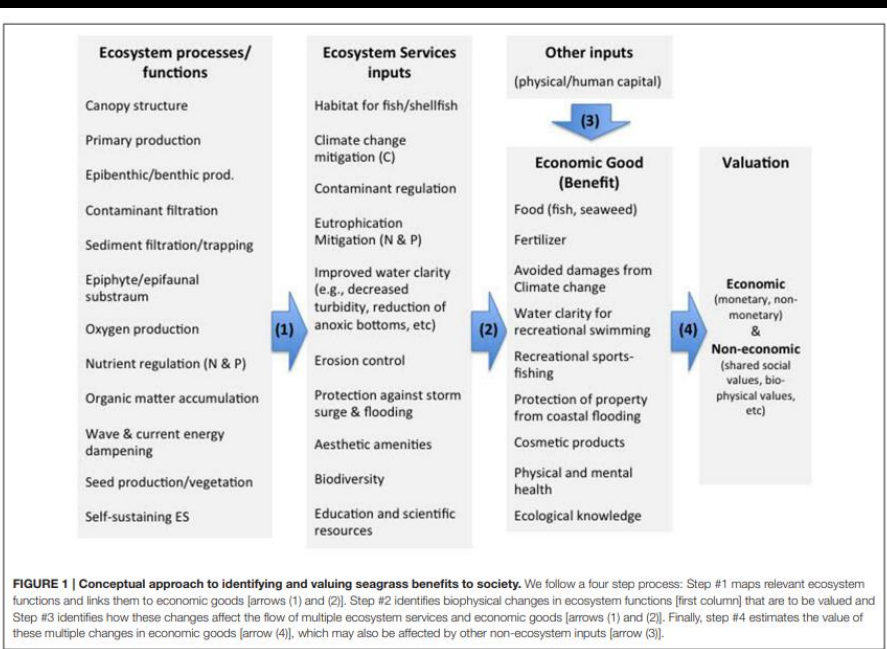 Ecosystem processes/
functions
Canopy structure
Primary production
Epibenthic/benthic prod.
Contaminant filtration
Sediment filtration/trapping
Epiphyte/epifaunal
substraum
Oxygen production
Nutrient regulation (N & P)
Organic matter accumulation
Wave & current energy
dampening
Seed production/vegetation
Self-sustaining ES
(1)
Ecosystem Services
inputs
Habitat for fish/shellfish
Climate change
mitigation (C)
Contaminant regulation
Eutrophication
Mitigation (N & P)
Improved water clarity
(e.g., decreased
turbidity, reduction of
anoxic bottoms, etc)
Erosion control
Protection against storm
surge & flooding
Aesthetic amenities
Biodiversity
Education and scientific
resources
(2)
Other inputs
(physical/human capital)
(3)
Economic Good
(Benefit)
Food (fish, seaweed)
Fertilizer
Avoided damages from
Climate change
Water clarity for
recreational swimming
Recreational sports-
fishing
Protection of property
from coastal flooding
Cosmetic products
Physical and mental
health
Ecological knowledge
(4)
Valuation
Economic
(monetary, non-
monetary)
&
Non-economic
(shared social
values, bio-
physical values,
etc)
FIGURE 1 | Conceptual approach to identifying and valuing seagrass benefits to society. We follow a four step process: Step #1 maps relevant ecosystem
functions and links them to economic goods [arrows (1) and (2)]. Step #2 identifies biophysical changes in ecosystem functions [first column] that are to be valued and
Step #3 identifies how these changes affect the flow of multiple ecosystem services and economic goods [arrows (1) and (2)]. Finally, step #4 estimates the value of
these multiple changes in economic goods [arrow (4)], which may also be affected by other non-ecosystem inputs [arrow (3)].